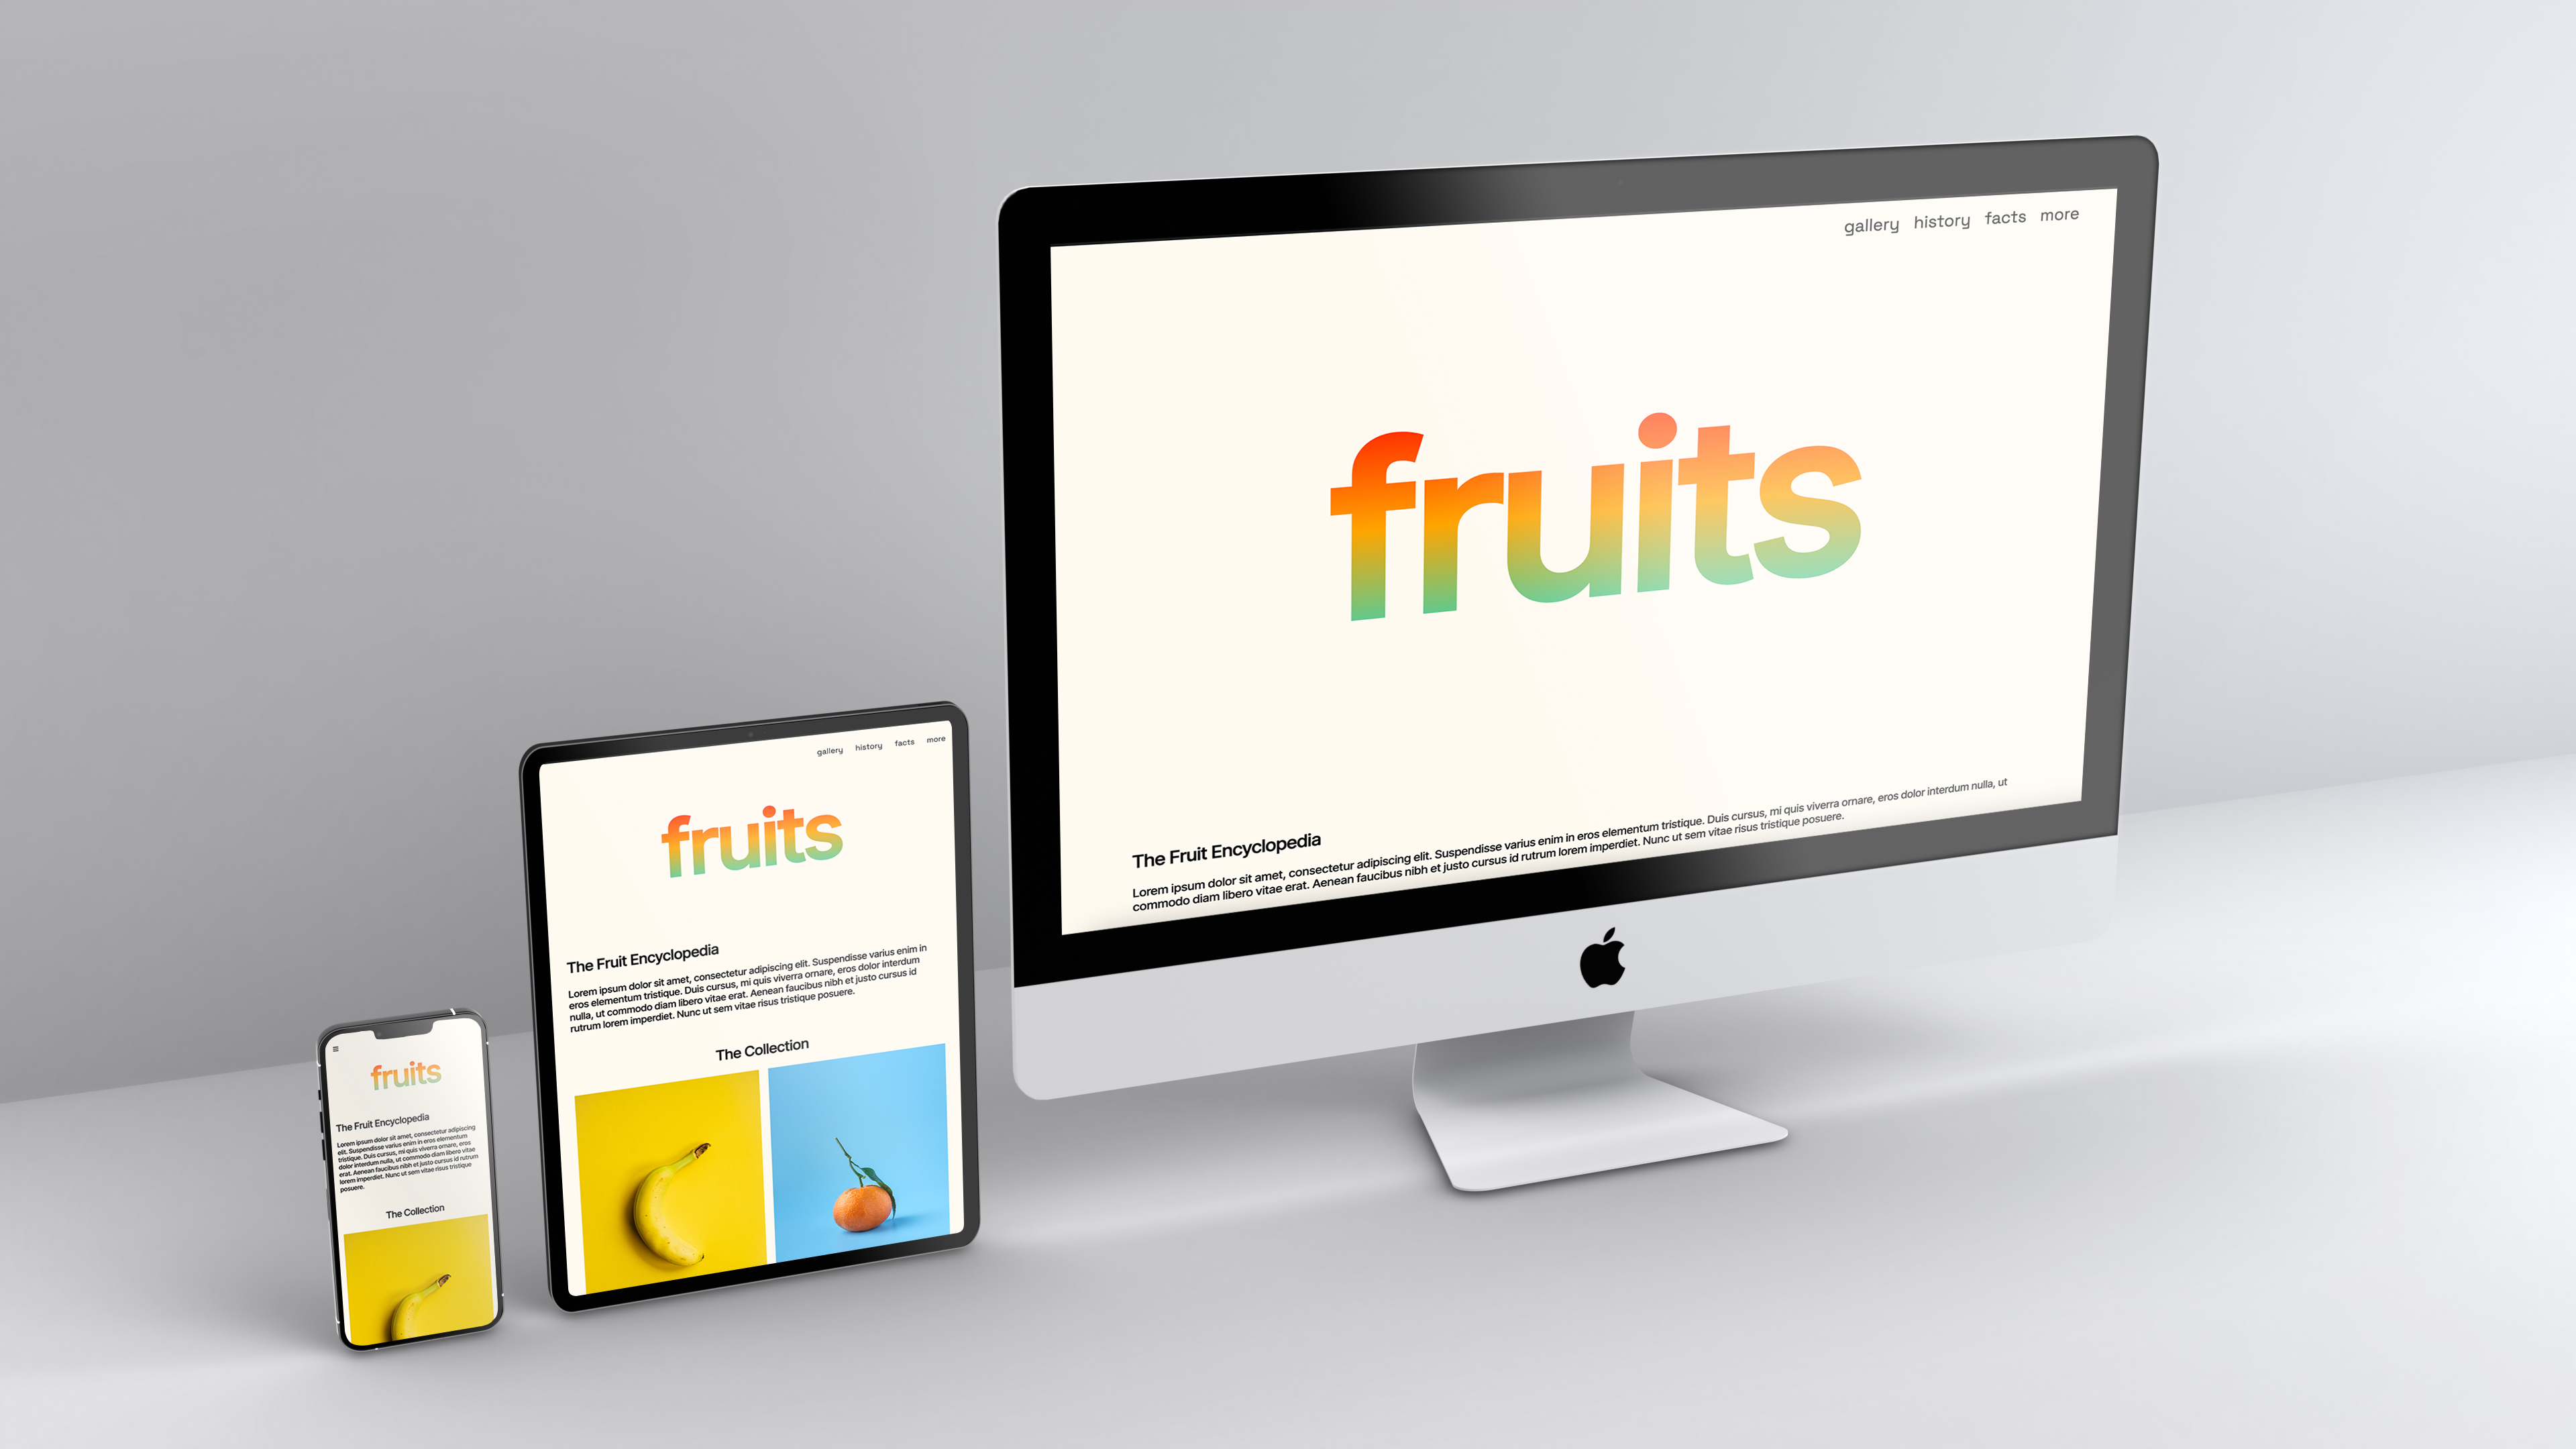 gallery history facts more
fruits
The Fruit Encyclopedia
Lorem ipsum dolor sit amet, consectetur adipiscing elit. Suspendisse varius enim in eros elementum tristique. Duis cursus, mi quis viverra ornare, eros dolor interdum nulla, ut
commodo diam libero vitae erat. Aenean faucibus nibh et justo cursus id rutrum lorem imperdiet. Nunc ut sem vitae risus tristique posuere.
gallery history facts more
fruits
The Fruit Encyclopedia
Lorem ipsum dolor sit amet, consectetur adipiscing elit. Suspendisse varius enim in
eros elementum tristique. Duis cursus, mi quis viverra ornare, eros dolor interdum
nulla, ut commodo diam libero vitae erat. Aenean faucibus nibh et justo cursus id
rutrum lorem imperdiet. Nunc ut sem vitae risus tristique posuere.
The Collection
fruits
The Fruit Encyclopedia
Lorem ipsum dolor sit amet, consectetur adipiscing
elit. Suspendisse varius enim in eros elementum
tristique. Duis cursus, mi quis viverra ornare, eros
dolor interdum nulla, ut commodo diam libero vitae
erat. Aenean faucibus nibh et justo cursus id rutrum
lorem imperdiet. Nunc ut sem vitae risus tristique
posuere.
The Collection